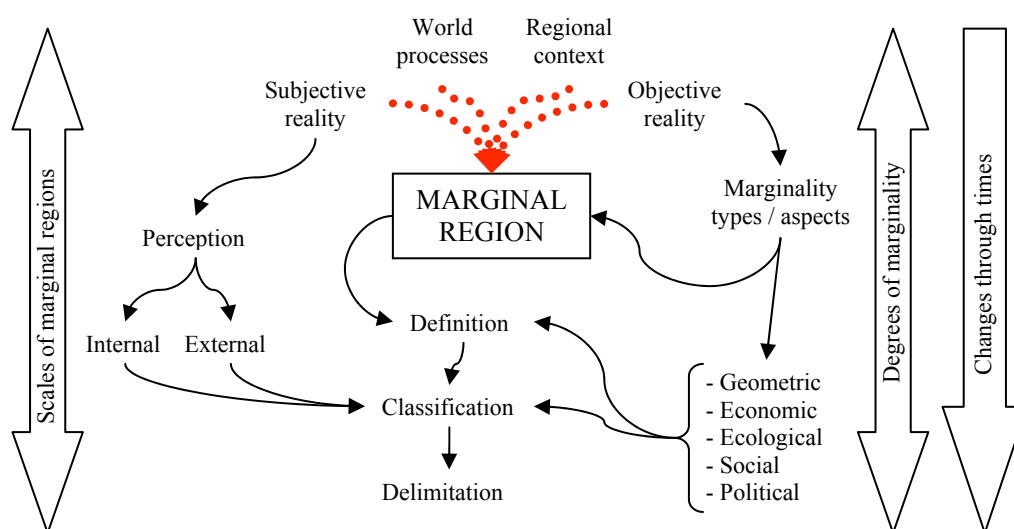 World
processes
Regional
context
Subjective
reality
Objective
reality
MARGINAL
REGION
Marginality
types / aspects
Perception
Internal
External
Definition
Classification
Delimitation
- Geometric
- Economic
- Ecological
- Social
- Political
Scales of marginal regions
Degrees of marginality
Changes through times